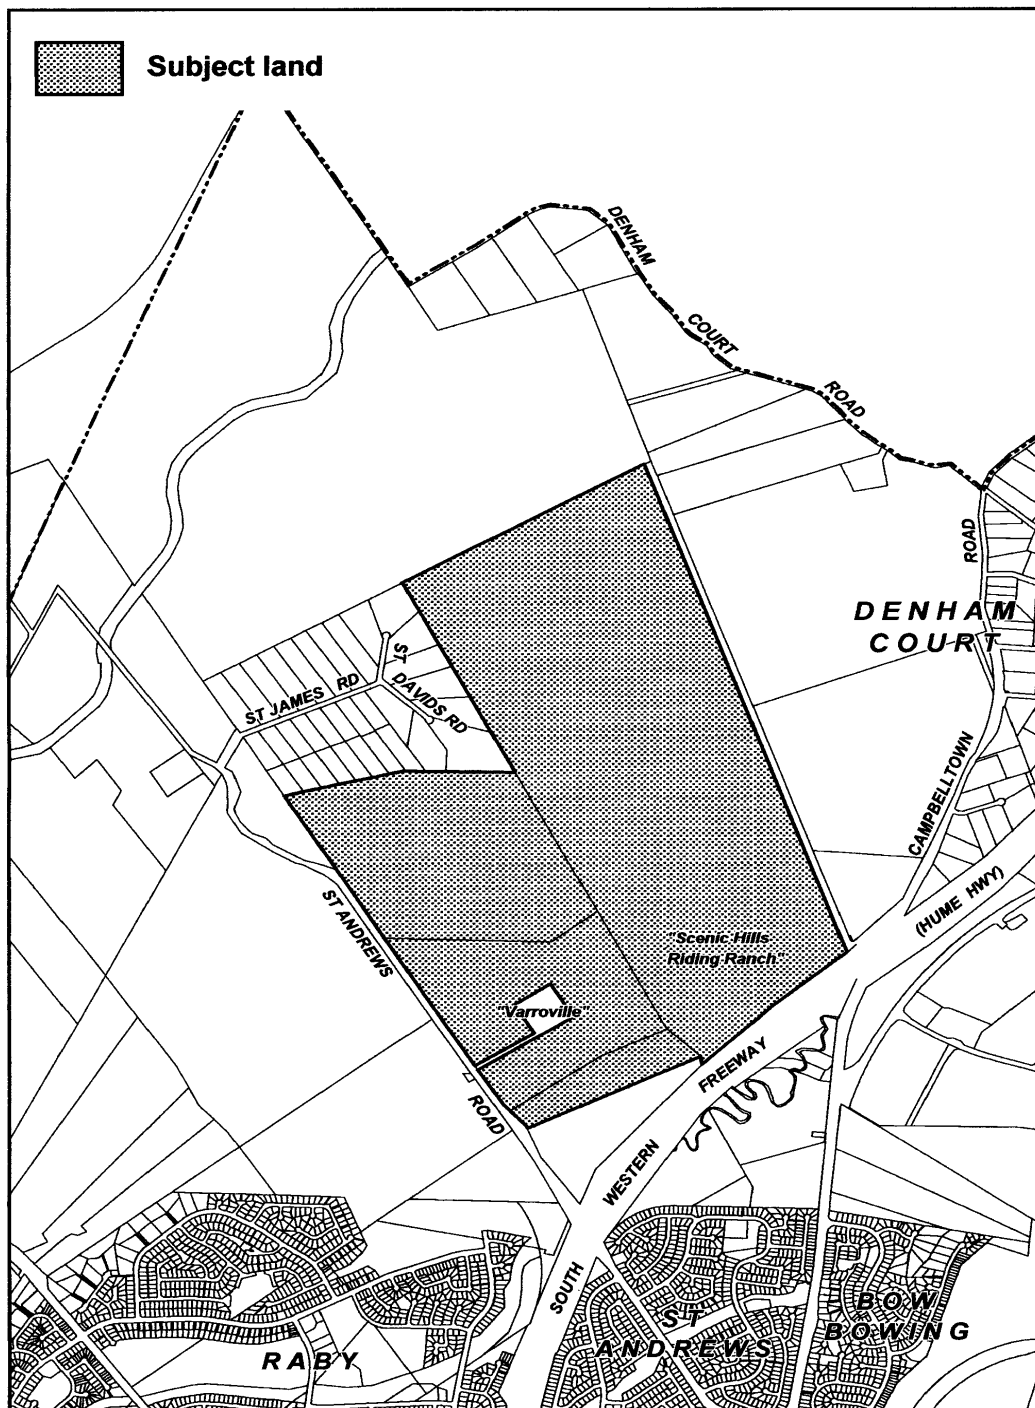 Subject land
DENHAM
COURT
ROAD
ROAD
DENHAM
COURT
ST
ST JAMES RD
DAVIDS RD
CAMPBELLTOWN
(HUME HWY)
ST ANDREWS
"Scenic Hills
Riding Ranch"
"Varroville"
FREEWAY
ROAD
WESTERN
SOUTH
ST
ANDREWS
BOW
BOWING
RABY